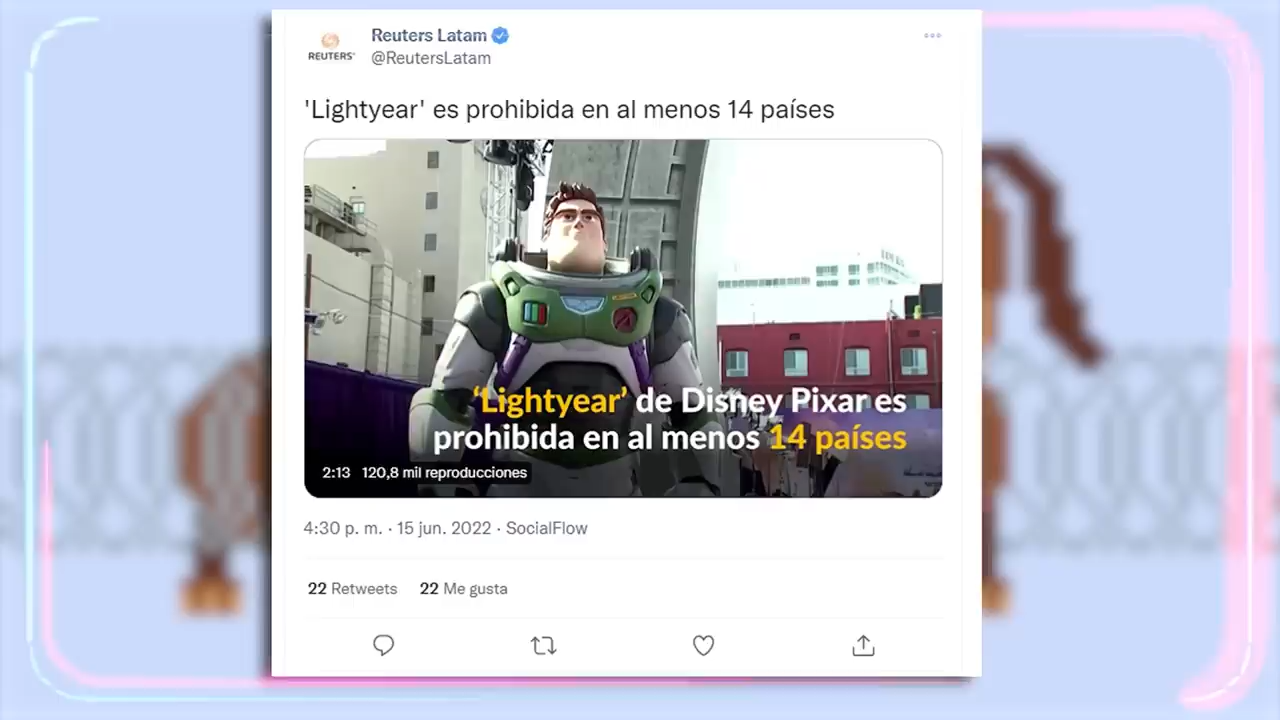 Reuters Latam
REUTERS
@ReutersLatam
'Lightyear' es prohibida en al menos 14 países
'Lightyear' de Disney Pixar es
prohibida en al menos 14 países
2:13 120,8 mil reproducciones
4:30 p. m. · 15 jun. 2022 · SocialFlow
22 Retweets 22 Me gusta